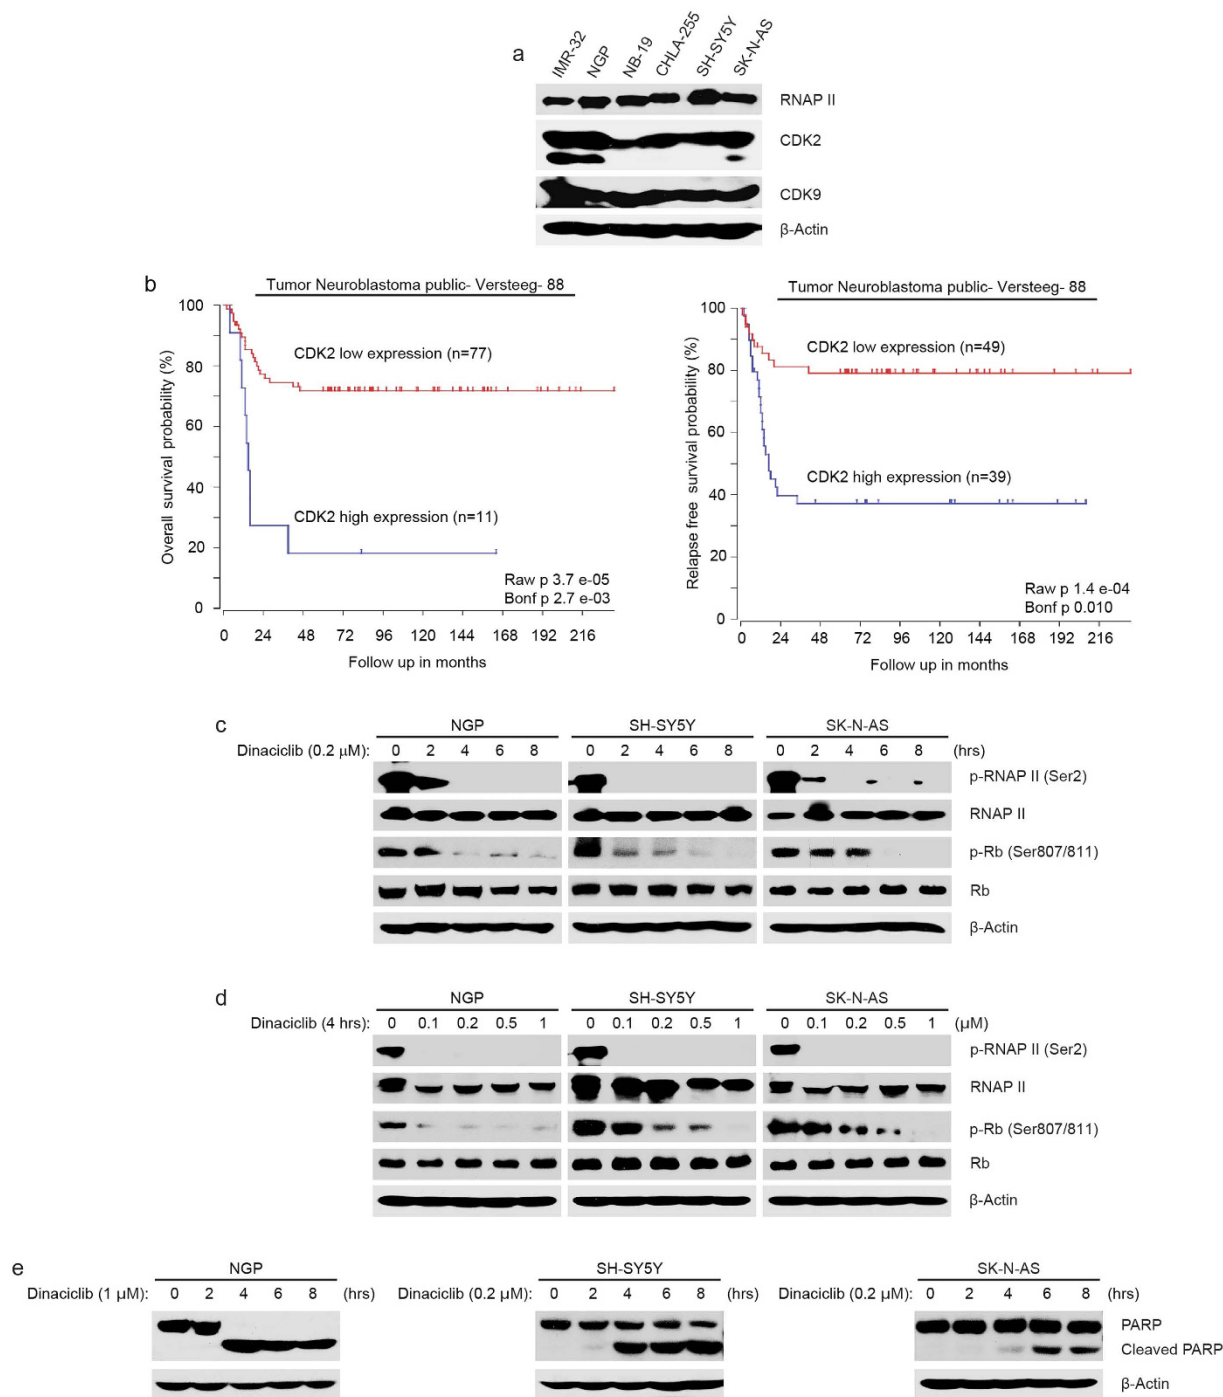 a
IMR-32 NGP NB-19 CHLA-255 SH-SY5Y SK-N-AS
RNAP II
CDK2
CDK9
β-Actin
b
Tumor Neuroblastoma public- Versteeg- 88
100
80
60
40
20
0
Overall survival probability (%)
CDK2 low expression (n=77)
CDK2 high expression (n=11)
Raw p 3.7 e-05
Bonf p 2.7 e-03
0 24 48 72 96 120 144 168 192 216
Follow up in months
Tumor Neuroblastoma public- Versteeg- 88
100
80
60
40
20
0
Relapse free survival probability (%)
CDK2 low expression (n=49)
CDK2 high expression (n=39)
Raw p 1.4 e-04
Bonf p 0.010
0 24 48 72 96 120 144 168 192 216
Follow up in months
c
NGP SH-SY5Y SK-N-AS
Dinaciclib (0.2 µM): 0 2 4 6 8 0 2 4 6 8 0 2 4 6 8 (hrs)
p-RNAP II (Ser2)
RNAP II
p-Rb (Ser807/811)
Rb
β-Actin
d
NGP SH-SY5Y SK-N-AS
Dinaciclib (4 hrs): 0 0.1 0.2 0.5 1 0 0.1 0.2 0.5 1 0 0.1 0.2 0.5 1 (µM)
p-RNAP II (Ser2)
RNAP II
p-Rb (Ser807/811)
Rb
β-Actin
e
NGP SH-SY5Y SK-N-AS
Dinaciclib (1 µM): 0 2 4 6 8 (hrs) Dinaciclib (0.2 µM): 0 2 4 6 8 (hrs) Dinaciclib (0.2 µM): 0 2 4 6 8 (hrs)
PARP
Cleaved PARP
β-Actin